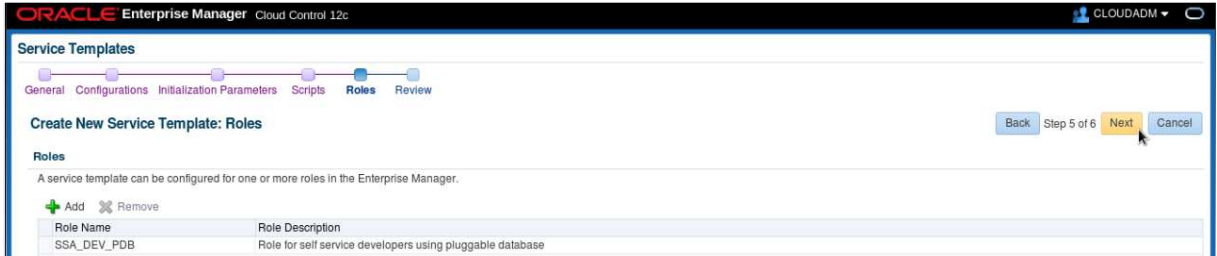 ORACLE Enterprise Manager Cloud Control 12c CLOUDADM
Service Templates
General Configurations Initialization Parameters Scripts Roles Review
Create New Service Template: Roles Back Step 5 of 6 Next Cancel
Roles
A service template can be configured for one or more roles in the Enterprise Manager.
Add Remove
Role Name Role Description
SSA_DEV_PDB Role for self service developers using pluggable database